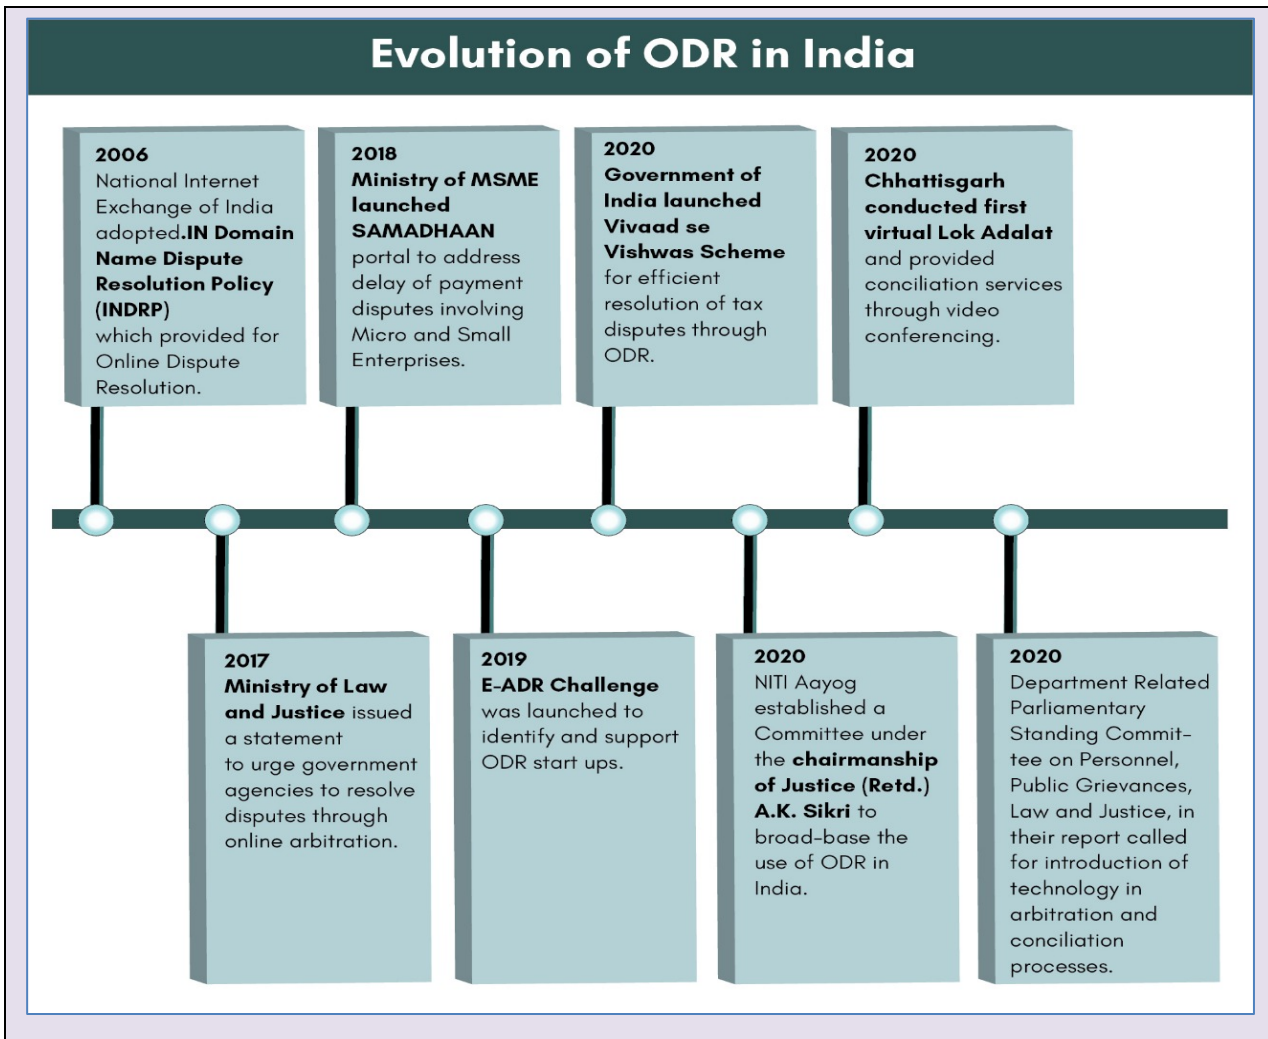 Evolution of ODR in India
2006
National Internet
Exchange of India
adopted.IN Domain
Name Dispute
Resolution Policy
(INDRP)
which provided for
Online Dispute
Resolution.
2018
Ministry of MSME
launched
SAMADHAAN
portal to address
delay of payment
disputes involving
Micro and Small
Enterprises.
2020
Government of
India launched
Vivaad se
Vishwas Scheme
for efficient
resolution of tax
disputes through
ODR.
2020
Chhattisgarh
conducted first
virtual Lok Adalat
and provided
conciliation services
through video
conferencing.
2017
Ministry of Law
and Justice issued
a statement
to urge government
agencies to resolve
disputes through
online arbitration.
2019
E-ADR Challenge
was launched to
identify and support
ODR start ups.
2020
NITI Aayog
established a
Committee under
the chairmanship
of Justice (Retd.)
A.K. Sikri to
broad-base the
use of ODR in
India.
2020
Department Related
Parliamentary
Standing Commit-
tee on Personnel,
Public Grievances,
Law and Justice, in
their report called
for introduction of
technology in
arbitration and
conciliation
processes.